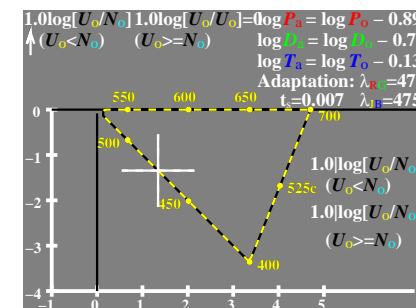 1.0log[Uo/No] 1.0log[Uo/Uo]=0 log Pa = log Po - 0.89
(Uo<No) (Uo>=No) log Da = log Do - 0.7
log Ta = log To - 0.13
Adaptation: λRG=47
ts=0.007 λJB=475
0 550 600 650 700
500
-1
1.0|log[Uo/No
525c (Uo<No)
-2 450
1.0|log[Uo/No
(Uo>=No)
-3
400
-4
-1 0 1 2 3 4 5